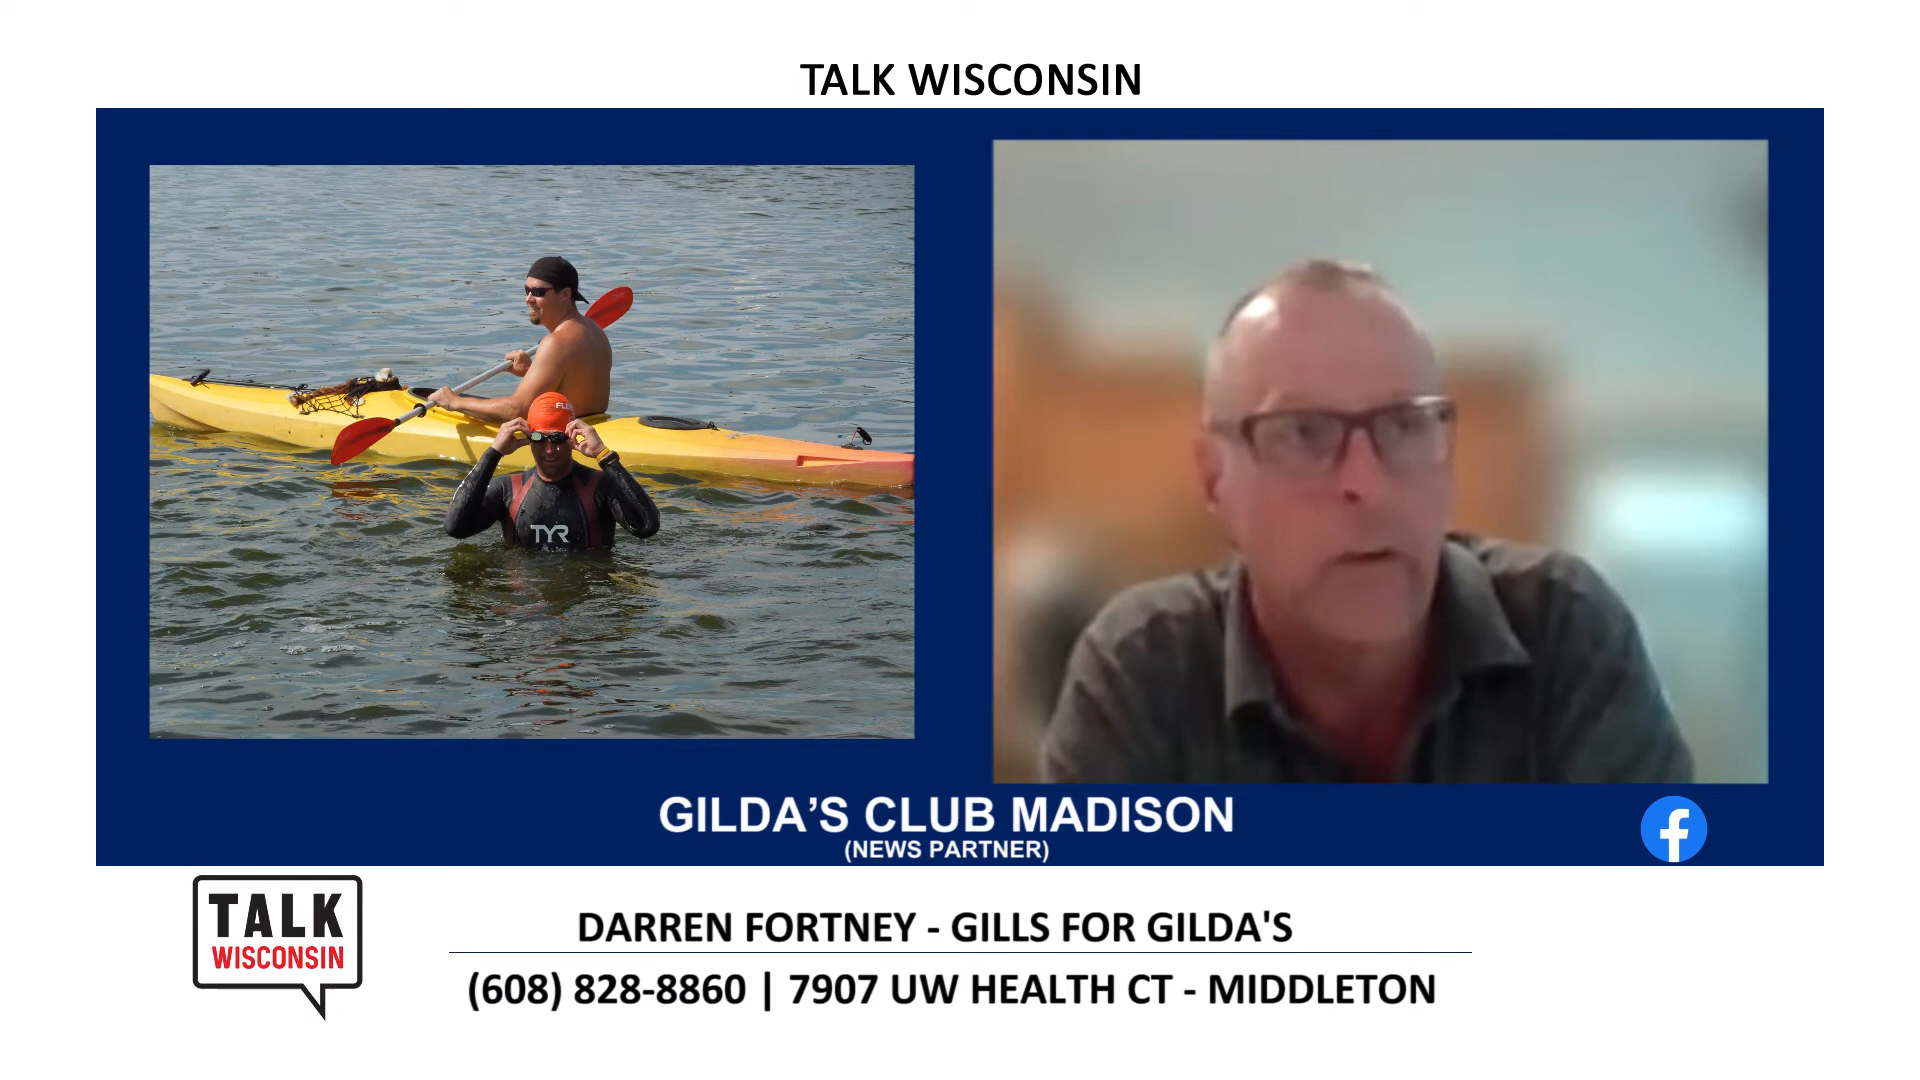 TALK WISCONSIN
FLE
TYR
GILDA'S CLUB MADISON
(NEWS PARTNER)
TALK
WISCONSIN
DARREN FORTNEY - GILLS FOR GILDA'S
(608) 828-8860 | 7907 UW HEALTH CT - MIDDLETON